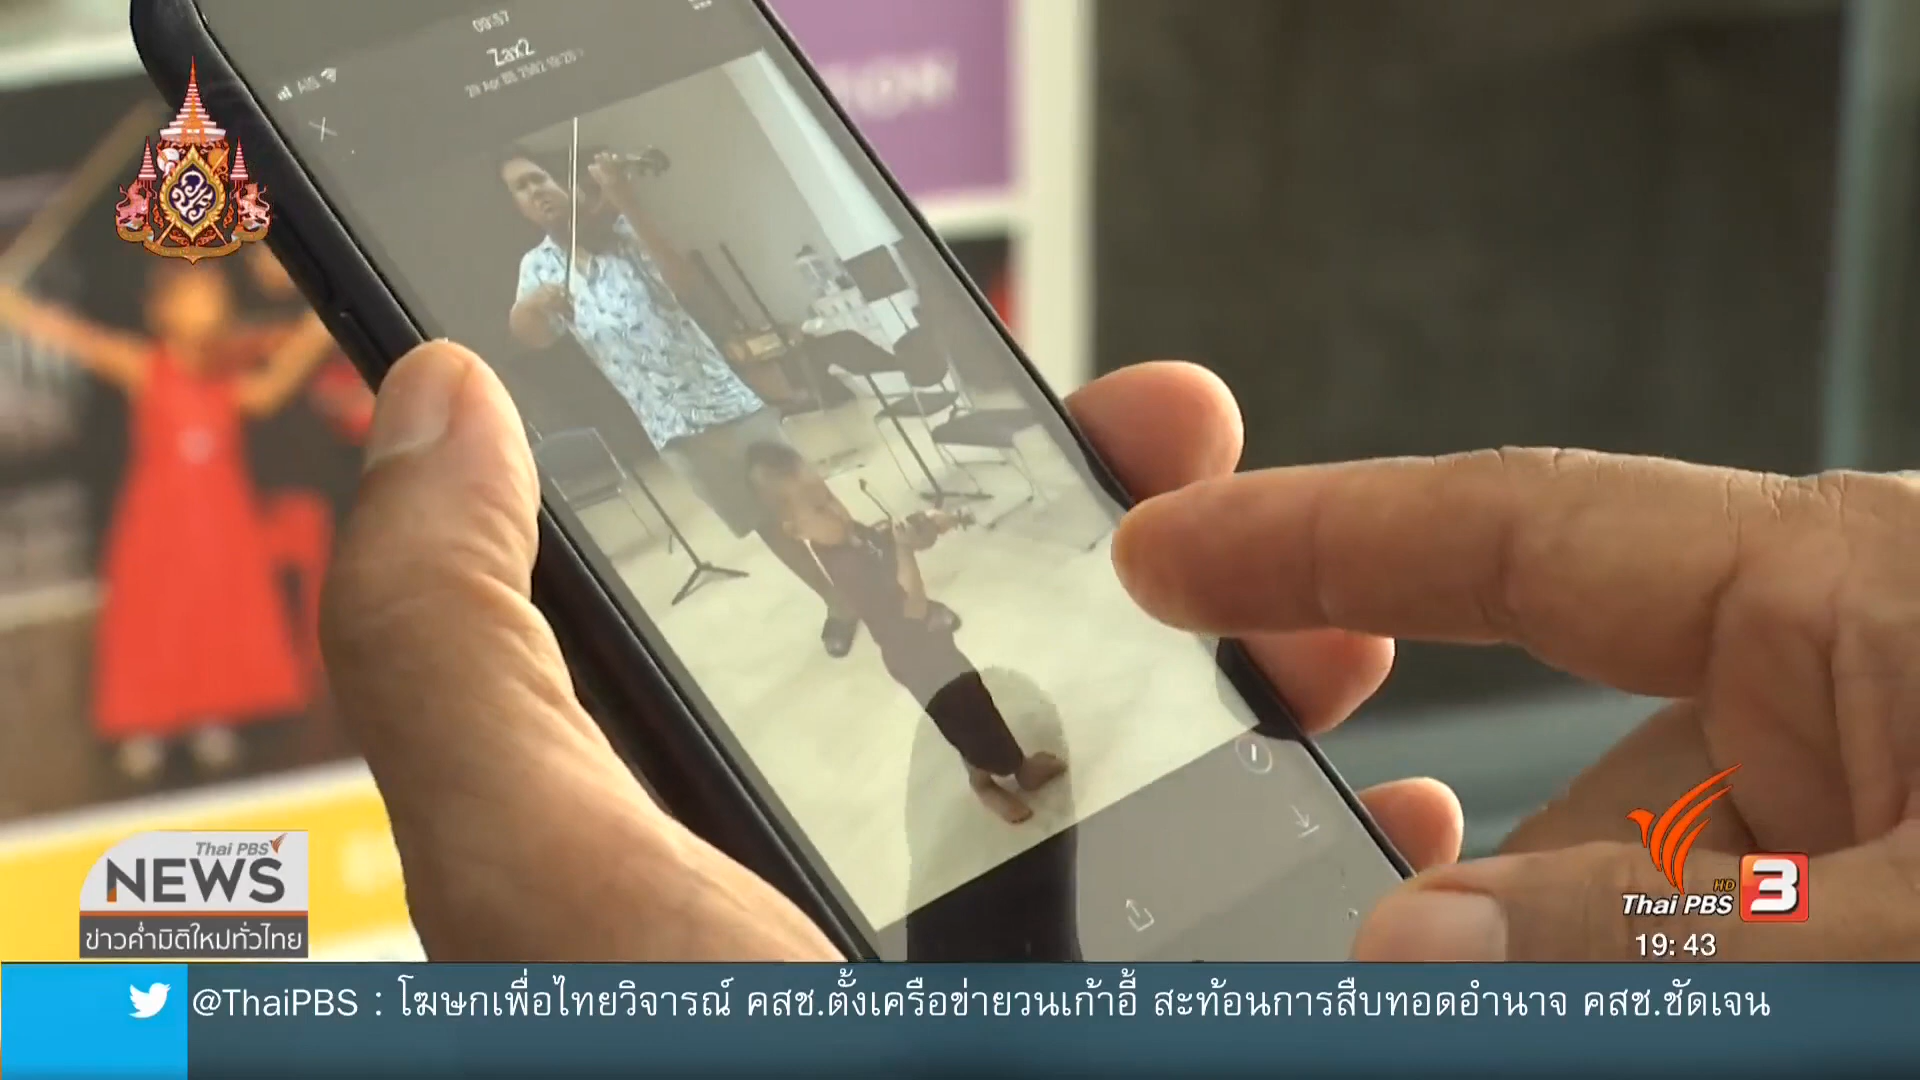 09:57
Zax2
AIS
Thai PBS
NEWS
ข่าวค่ำมิติใหม่ทั่วไทย
Thai PBS HD 3
19:43
@ThaiPBS : โฆษกเพื่อไทยวิจารณ์ คสช.ตั้งเครือข่ายวนเก้าอี้ สะท้อนการสืบทอดอำนาจ คสช.ชัดเจน